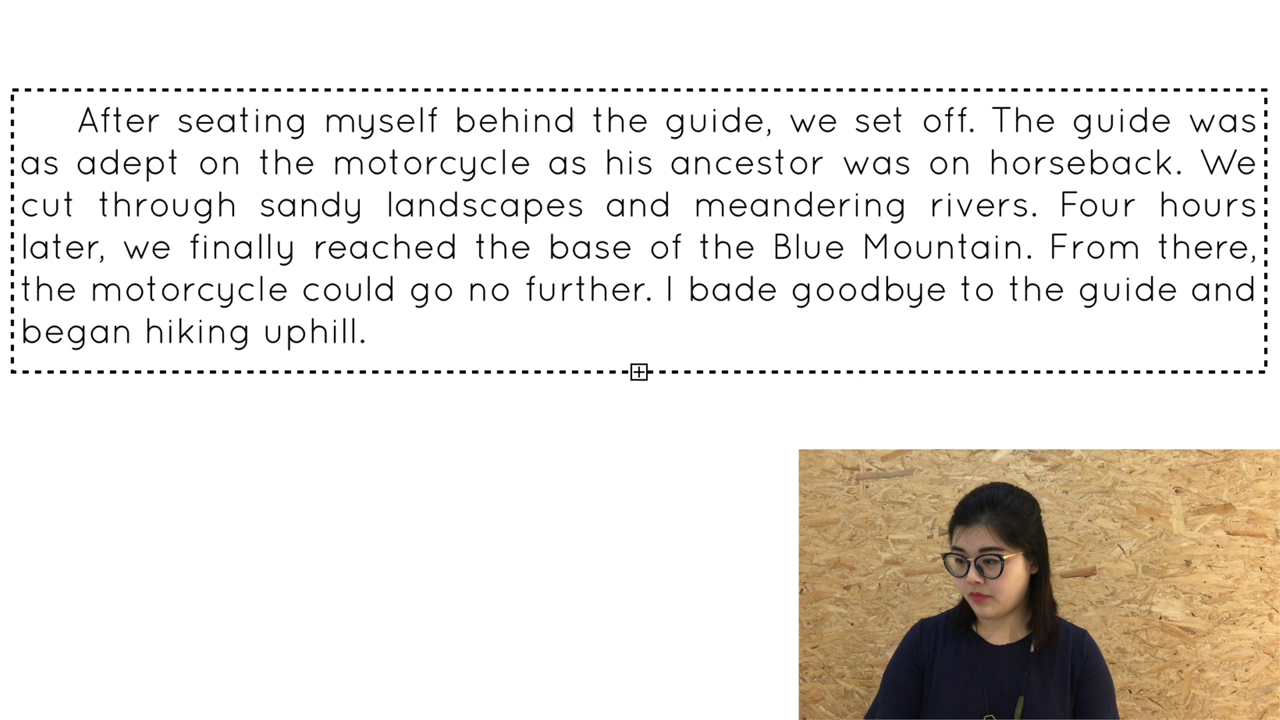 After seating myself behind the guide, we set off. The guide was
as adept on the motorcycle as his ancestor was on horseback. We
cut through sandy landscapes and meandering rivers. Four hours
later, we finally reached the base of the Blue Mountain. From there,
the motorcycle could go no further. I bade goodbye to the guide and
began hiking uphill.